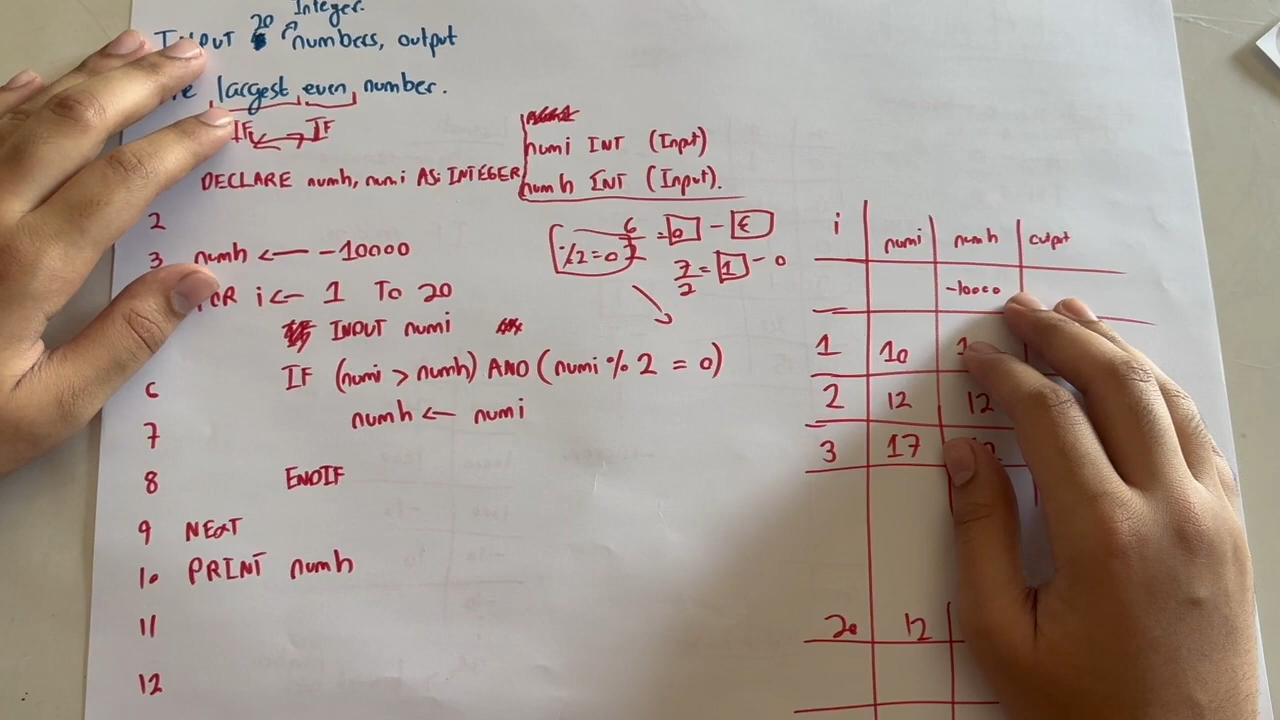 20 Integer.
numbers, output
largest even number.
IF IF
numi INT (Input)
DECLARE numh, numi AS: INTEGER numh INT (Input).
2
3 numh ← -10000
FOR i ← 1 TO 20
INPUT numi
6 IF (numi > numh) AND (numi % 2 = 0)
7 numh ← numi
8 ENDIF
9 NEXT
10 PRINT numh
11
12
%2=0
7/2 = 1 - 0
i numi numh output
-10000
1 10
2 12 12
3 17
20 12